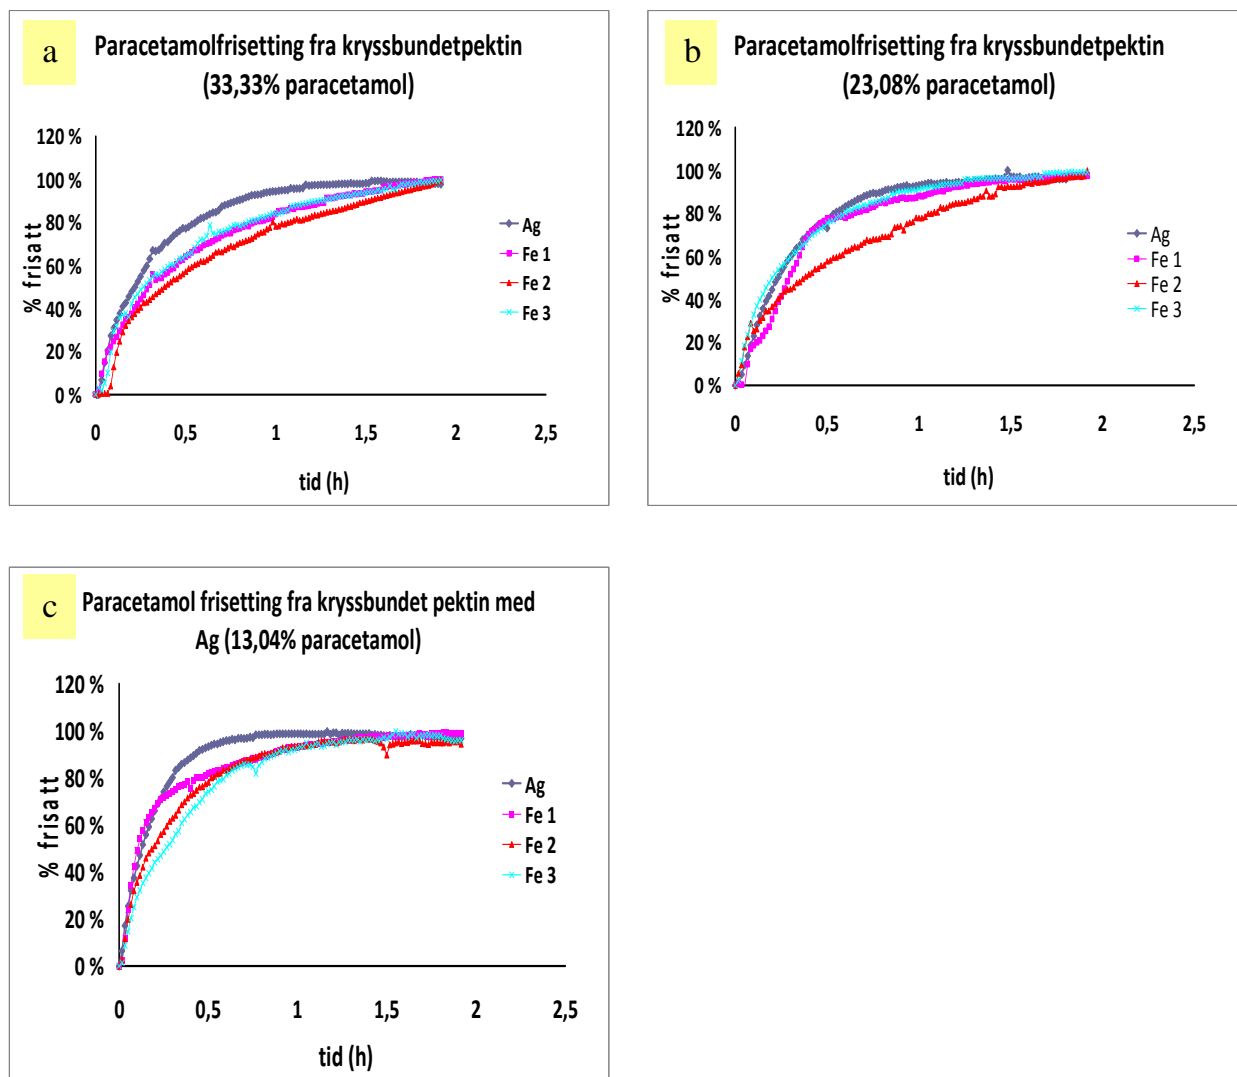 a
Paracetamolfrisetting fra kryssbundetpektin
(33,33% paracetamol)
120 %
100 %
80 %
60 %
40 %
20 %
0 %
% frisatt
0 0,5 1 1,5 2 2,5
tid (h)
Ag
Fe 1
Fe 2
Fe 3
b
Paracetamolfrisetting fra kryssbundetpektin
(23,08% paracetamol)
120 %
100 %
80 %
60 %
40 %
20 %
0 %
% frisatt
0 0,5 1 1,5 2 2,5
tid (h)
Ag
Fe 1
Fe 2
Fe 3
c
Paracetamol frisetting fra kryssbundet pektin med
Ag (13,04% paracetamol)
120 %
100 %
80 %
60 %
40 %
20 %
0 %
% frisatt
0 0,5 1 1,5 2 2,5
tid (h)
Ag
Fe 1
Fe 2
Fe 3